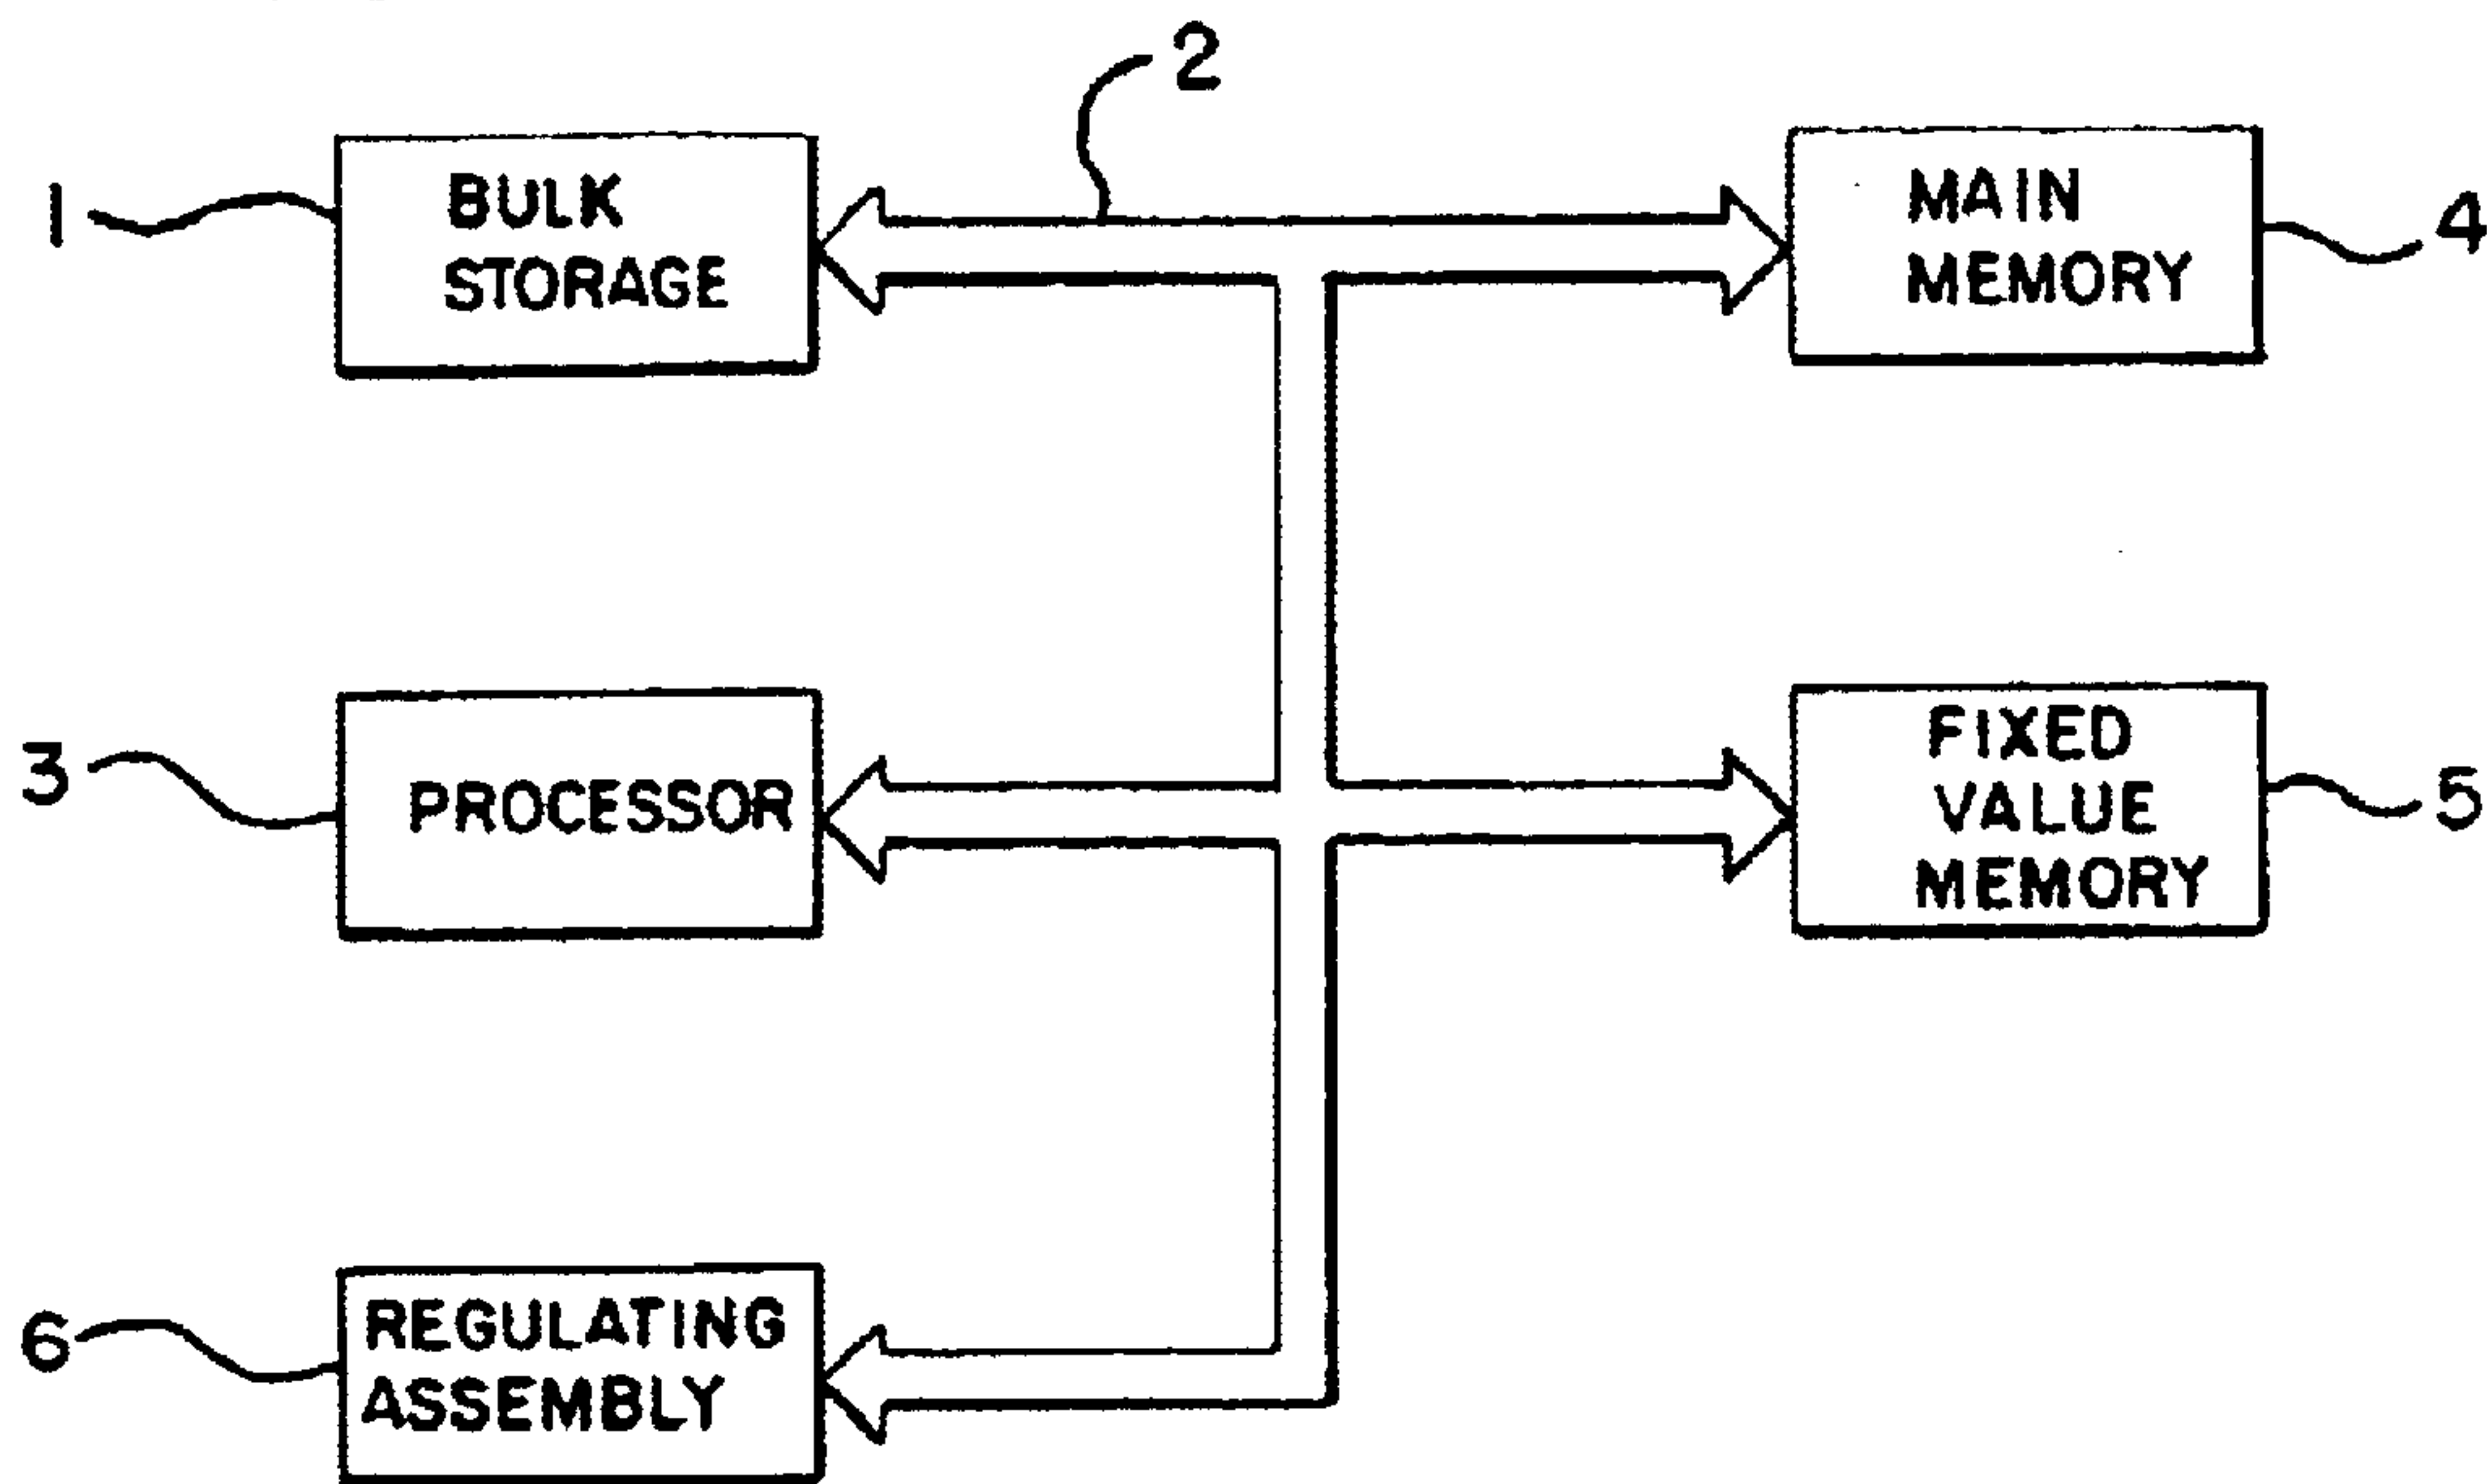 2
1
BULK
STORAGE
MAIN
MEMORY
4
3
PROCESSOR
FIXED
VALUE
MEMORY
5
6
REGULATING
ASSEMBLY